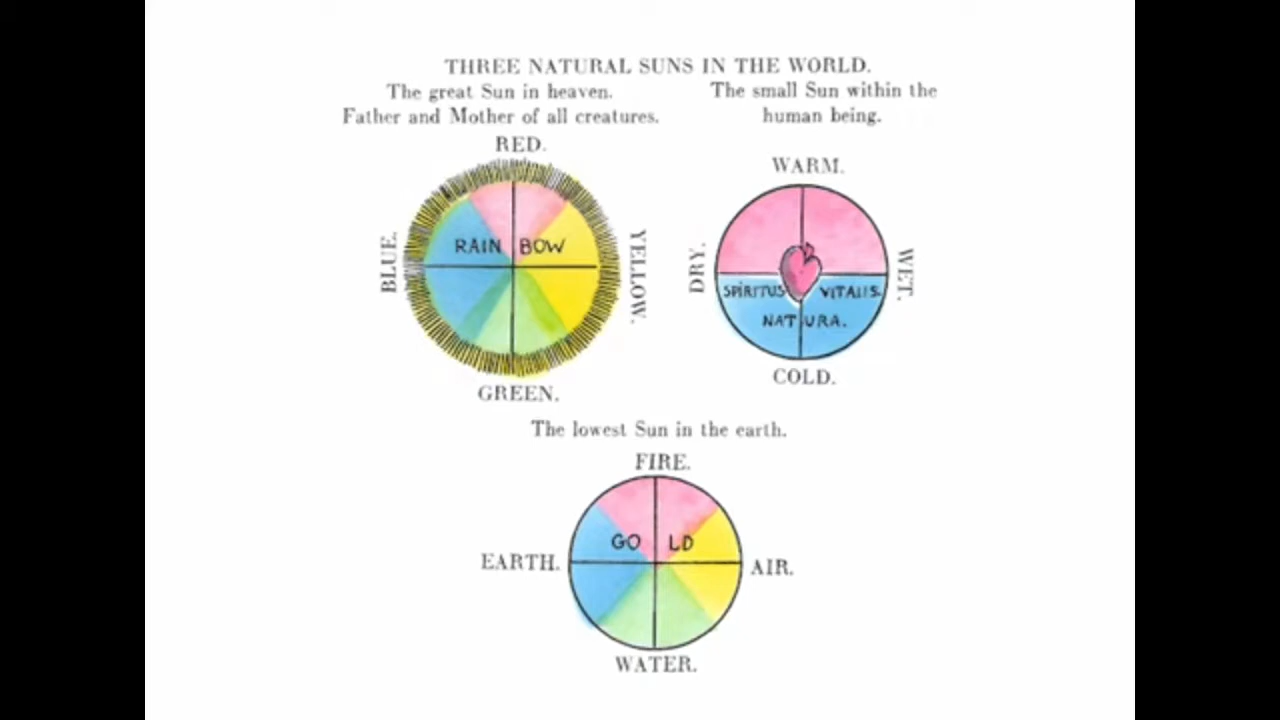 THREE NATURAL SUNS IN THE WORLD.
The great Sun in heaven.
Father and Mother of all creatures.
RED.
BLUE.
RAIN BOW
YELLOW.
GREEN.
The small Sun within the
human being.
WARM.
DRY.
WET.
SPIRITUS VITALIS.
NATURA.
COLD.
The lowest Sun in the earth.
FIRE.
GO LD
EARTH.
AIR.
WATER.